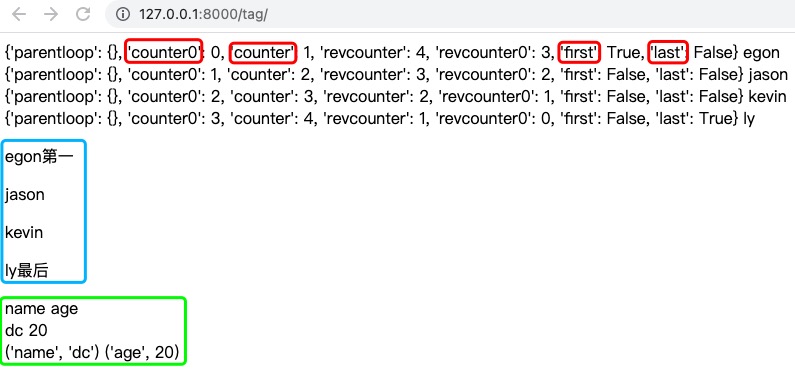 127.0.0.1:8000/tag/
{'parentloop': {}, 'counter0': 0, 'counter': 1, 'revcounter': 4, 'revcounter0': 3, 'first': True, 'last': False} egon
{'parentloop': {}, 'counter0': 1, 'counter': 2, 'revcounter': 3, 'revcounter0': 2, 'first': False, 'last': False} jason
{'parentloop': {}, 'counter0': 2, 'counter': 3, 'revcounter': 2, 'revcounter0': 1, 'first': False, 'last': False} kevin
{'parentloop': {}, 'counter0': 3, 'counter': 4, 'revcounter': 1, 'revcounter0': 0, 'first': False, 'last': True} ly
egon第一
jason
kevin
ly最后
name age
dc 20
('name', 'dc') ('age', 20)